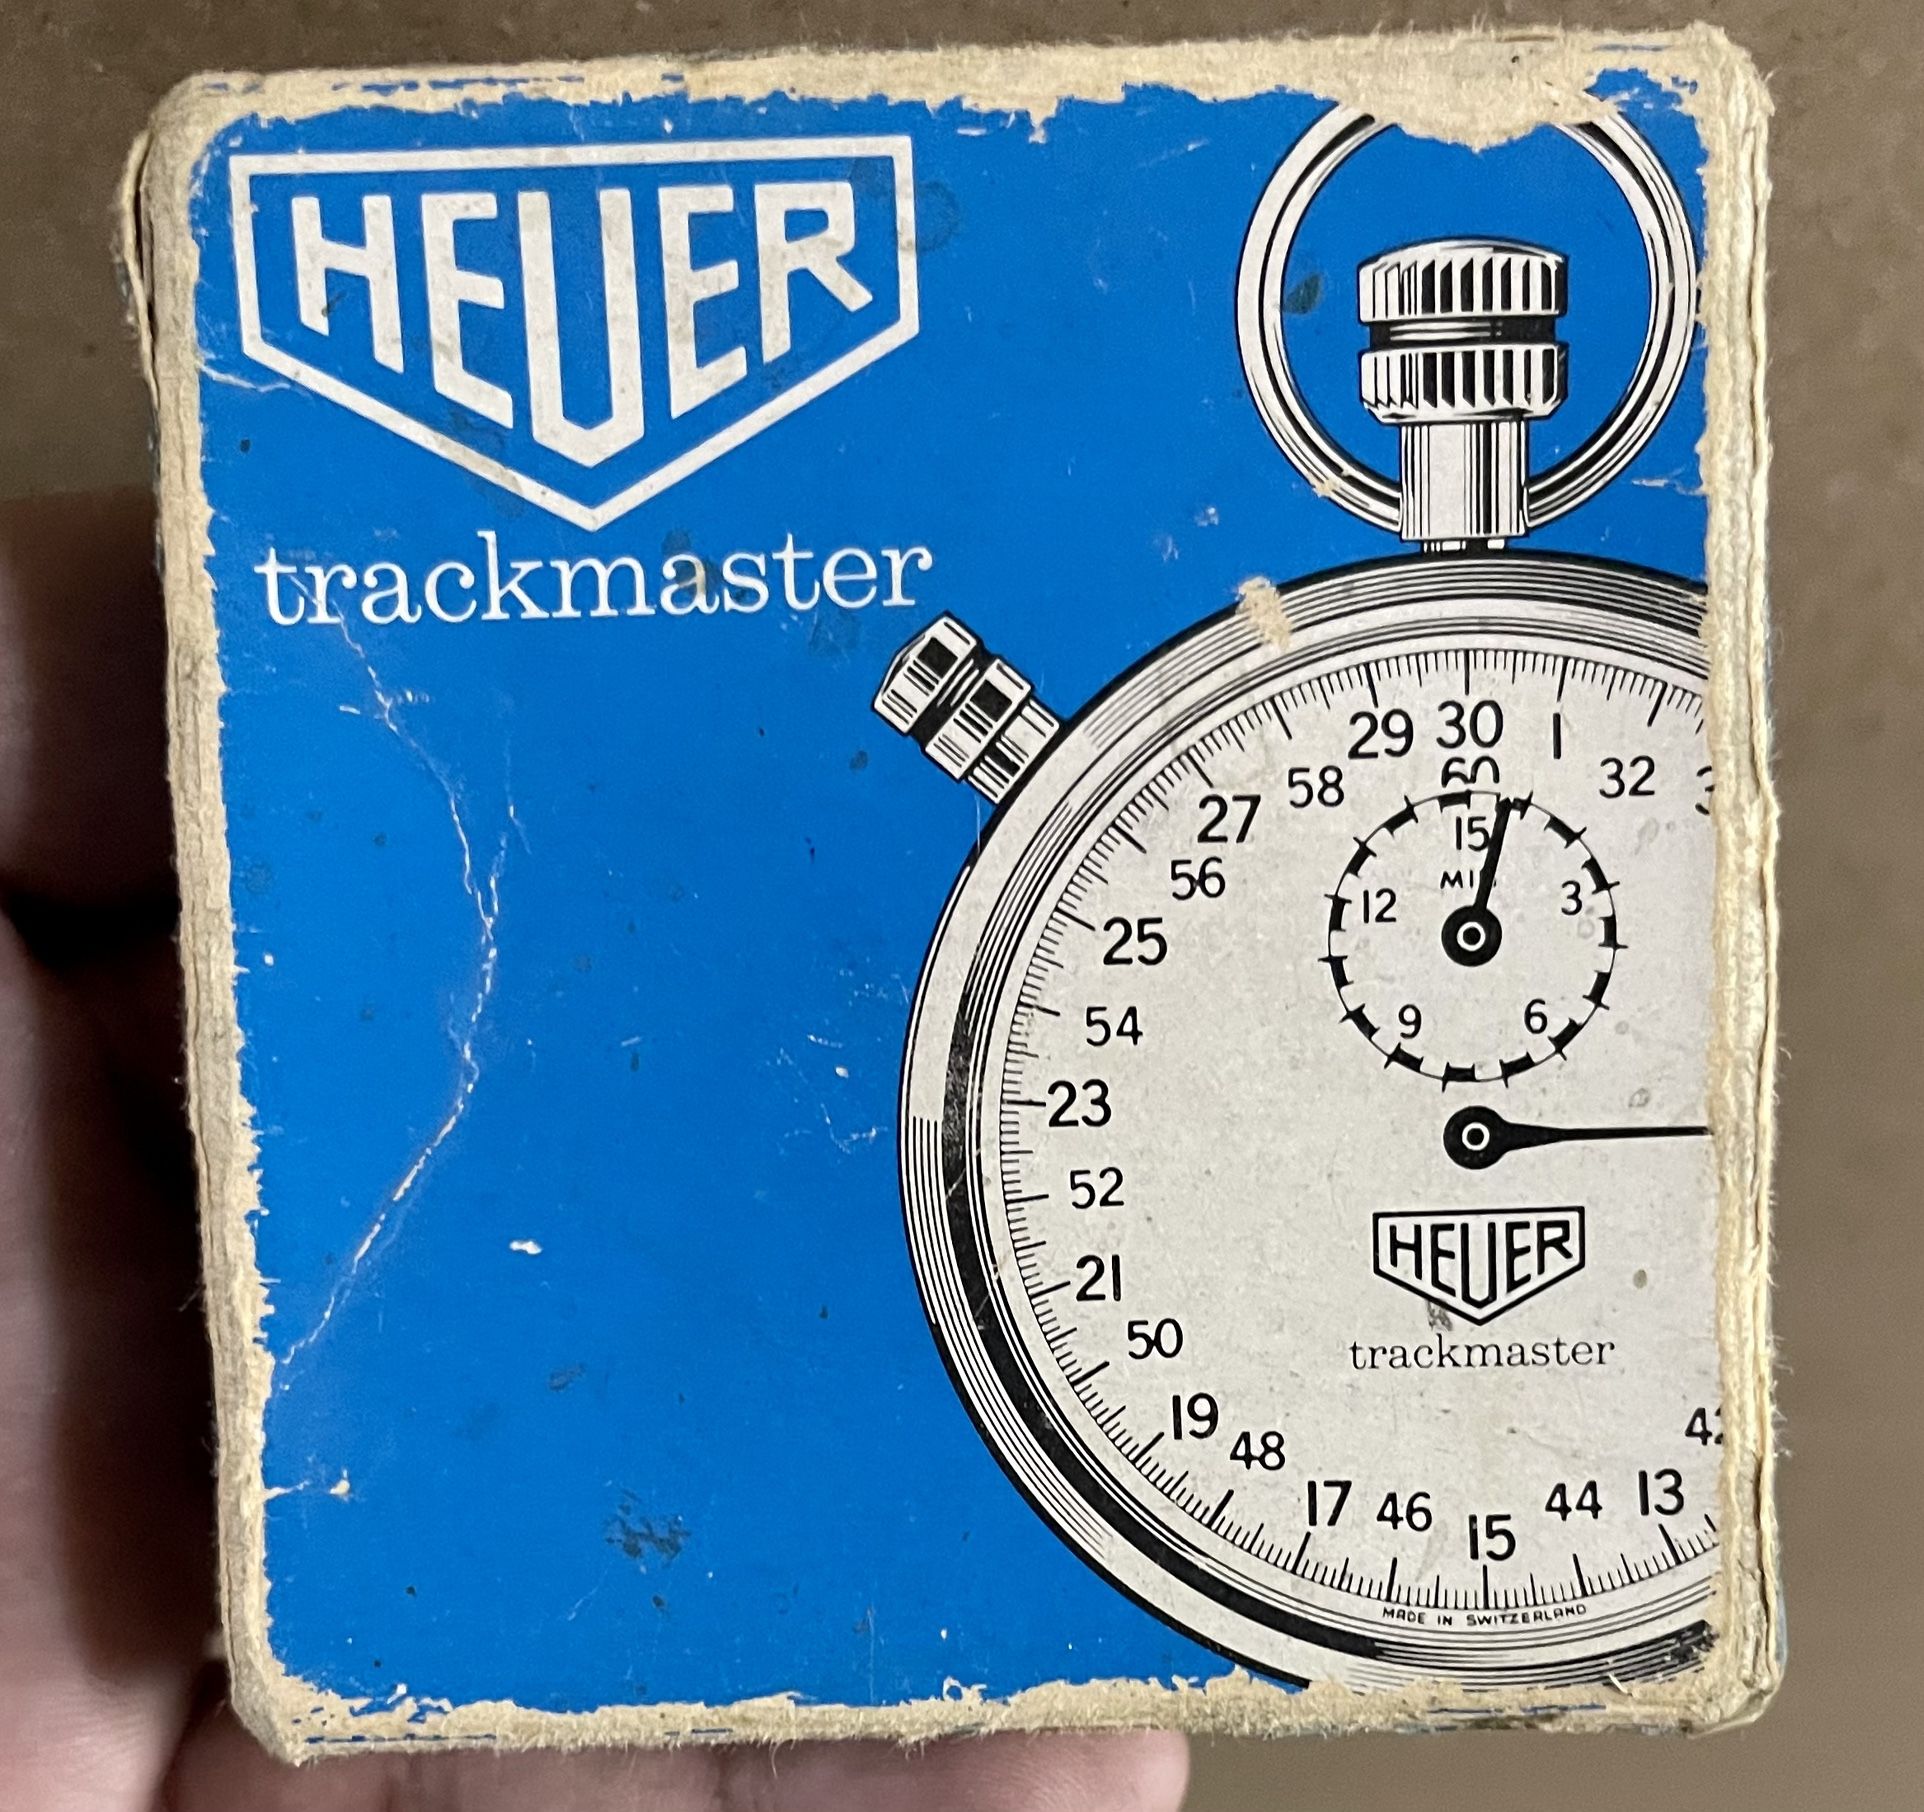 HEUER
trackmaster
29 30 1
58 60 32
27 15
56 MIN
12 3
25
54 9 6
23
52
21 HEUER
50 trackmaster
19 42
48
17 46 15 44 13
MADE IN SWITZERLAND